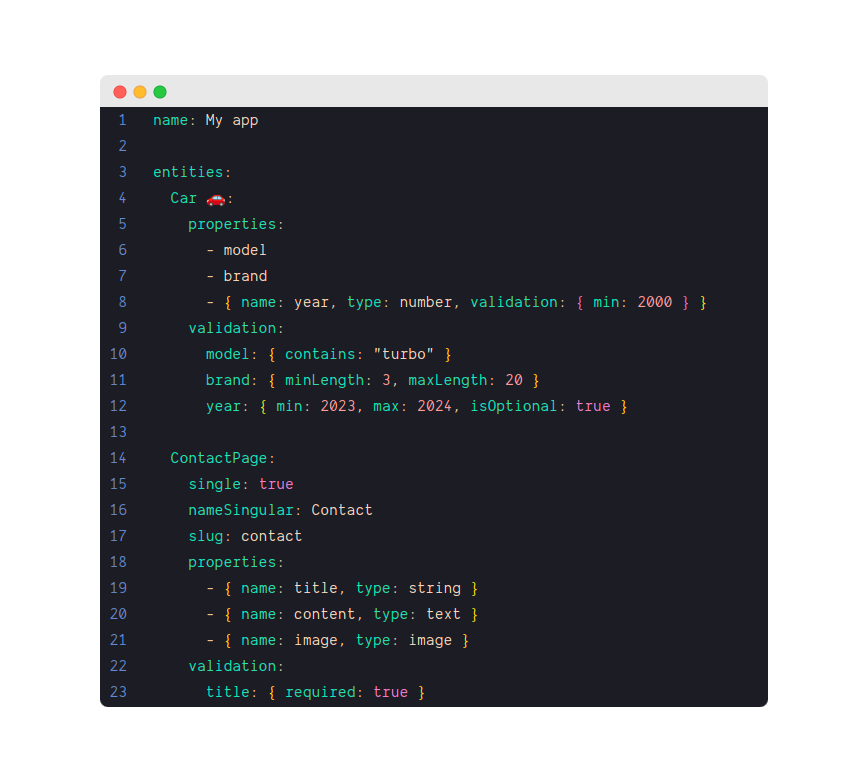 1 name: My app
2
3 entities:
4   Car 🚗:
5     properties:
6       - model
7       - brand
8       - { name: year, type: number, validation: { min: 2000 } }
9     validation:
10       model: { contains: "turbo" }
11       brand: { minLength: 3, maxLength: 20 }
12       year: { min: 2023, max: 2024, isOptional: true }
13
14   ContactPage:
15     single: true
16     nameSingular: Contact
17     slug: contact
18     properties:
19       - { name: title, type: string }
20       - { name: content, type: text }
21       - { name: image, type: image }
22     validation:
23       title: { required: true }